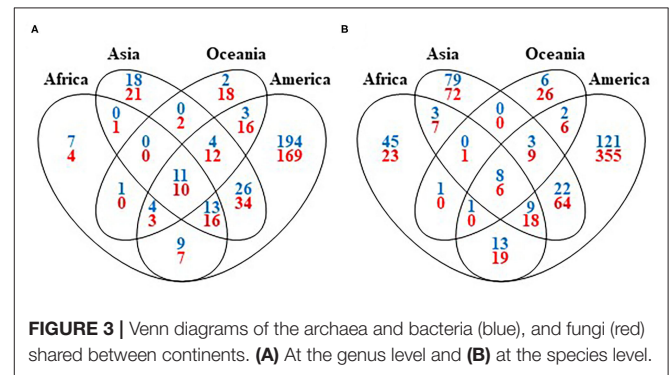 A
B
Asia Oceania
Africa America
18 2
21 18
0 0 3
1 2 16
7 0 4 194
4 0 12 169
11
10
1 26
0 34
4 13
3 16
9
7
Asia Oceania
Africa America
79 6
72 26
3 0 2
7 0 6
45 0 3 121
23 1 9 355
8
6
1 22
0 64
1 9
0 18
13
19
FIGURE 3 | Venn diagrams of the archaea and bacteria (blue), and fungi (red)
shared between continents. (A) At the genus level and (B) at the species level.